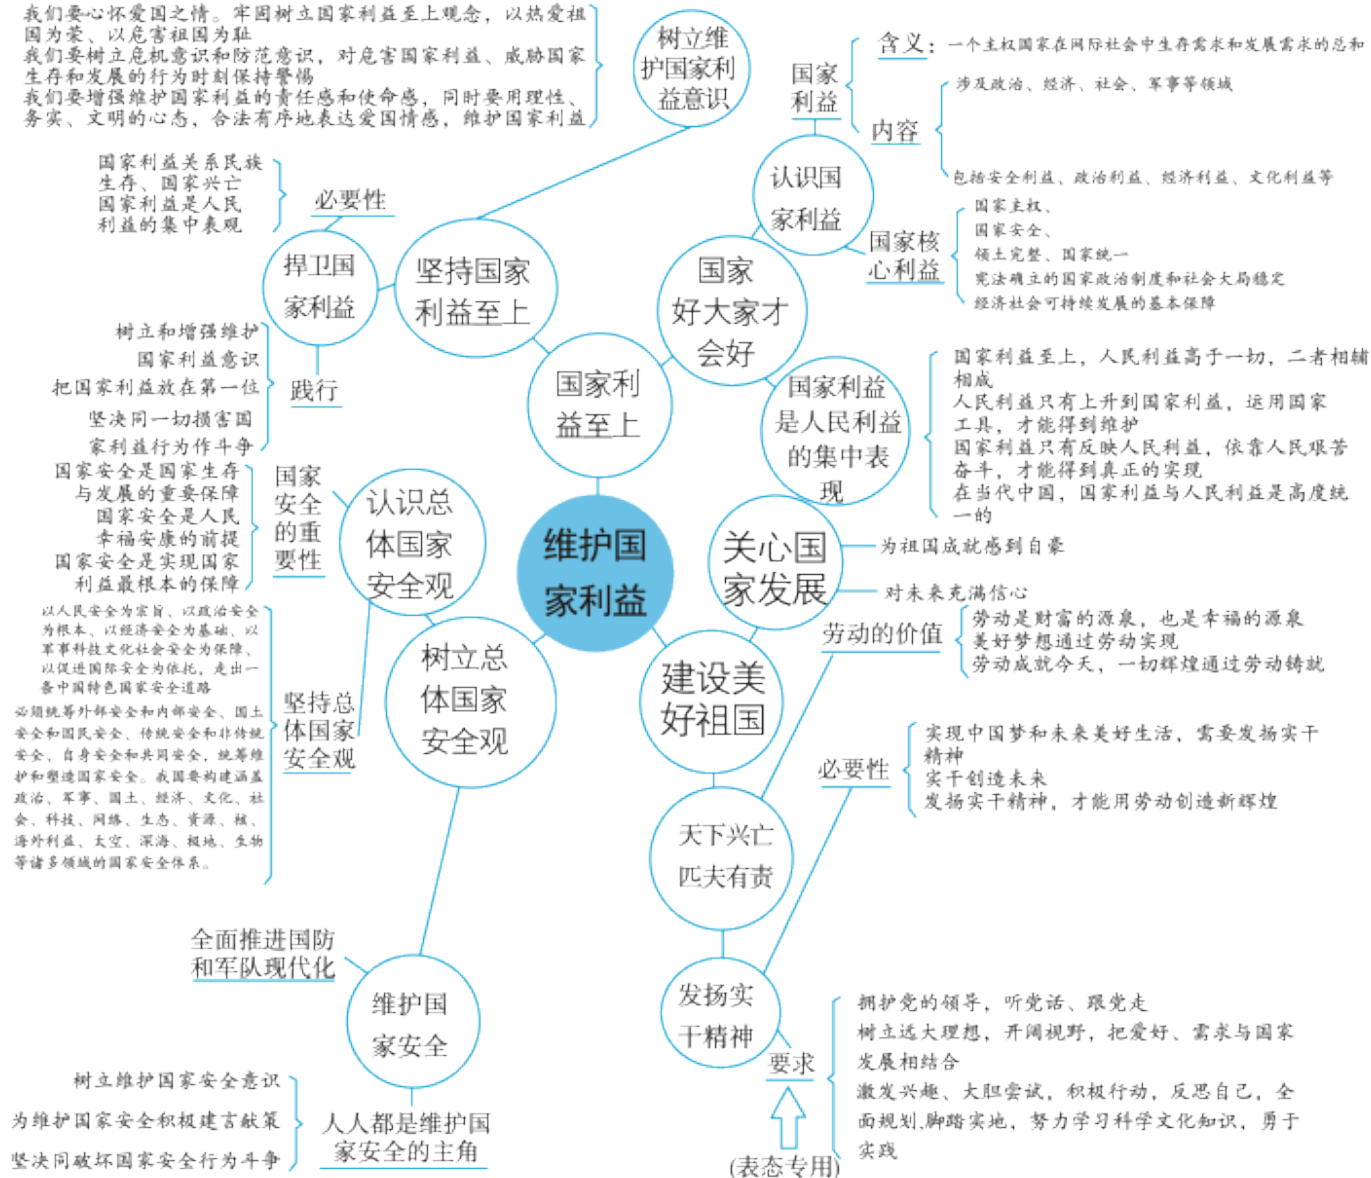 我们要心怀爱国之情。牢固树立国家利益至上观念，以热爱祖
国为荣、以危害祖国为耻
我们要树立危机意识和防范意识，对危害国家利益、威胁国家
生存和发展的行为时刻保持警惕
我们要增强维护国家利益的责任感和使命感，同时要用理性、
务实、文明的心态，合法有序地表达爱国情感，维护国家利益
树立维
护国家利
益意识
国家
利益
含义：一个主权国家在国际社会中生存需求和发展需求的总和
内容
涉及政治、经济、社会、军事等领域
包括安全利益、政治利益、经济利益、文化利益等
认识国
家利益
国家核
心利益
国家主权、
国家安全、
领土完整、国家统一
宪法确立的国家政治制度和社会大局稳定
经济社会可持续发展的基本保障
国家利益关系民族
生存、国家兴亡
国家利益是人民
利益的集中表观
必要性
捍卫国
家利益
坚持国家
利益至上
国家
好大家才
会好
树立和增强维护
国家利益意识
把国家利益放在第一位
坚决同一切损害国
家利益行为作斗争
践行
国家利
益至上
国家利益
是人民利益
的集中表
现
国家利益至上，人民利益高于一切，二者相辅
相成
人民利益只有上升到国家利益，运用国家
工具，才能得到维护
国家利益只有反映人民利益，依靠人民艰苦
奋斗，才能得到真正的实现
在当代中国，国家利益与人民利益是高度统
一的
国家安全是国家生存
与发展的重要保障
国家安全是人民
幸福安康的前提
国家安全是实现国家
利益最根本的保障
国家
安全
的重
要性
认识总
体国家
安全观
维护国
家利益
关心国
家发展
为祖国成就感到自豪
对未来充满信心
以人民安全为宗旨、以政治安全
为根本、以经济安全为基础、以
军事科技文化社会安全为保障、
以促进国际安全为依托，走出一
条中国特色国家安全道路
必须统筹外部安全和内部安全、国土
安全和国民安全、传统安全和非传统
安全、自身安全和共同安全，统筹维
护和塑造国家安全。我国要构建涵盖
政治、军事、国土、经济、文化、社
会、科技、网络、生态、资源、核、
海外利益、太空、深海、极地、生物
等诸多领域的国家安全体系。
坚持总
体国家
安全观
树立总
体国家
安全观
建设美
好祖国
劳动的价值
劳动是财富的源泉，也是幸福的源泉
美好梦想通过劳动实现
劳动成就今天，一切辉煌通过劳动铸就
必要性
实现中国梦和未来美好生活，需要发扬实干
精神
实干创造未来
发扬实干精神，才能用劳动创造新辉煌
天下兴亡
匹夫有责
全面推进国防
和军队现代化
维护国
家安全
发扬实
干精神
要求
(表态专用)
拥护党的领导，听党话、跟党走
树立远大理想，开阔视野，把爱好、需求与国家
发展相结合
激发兴趣、大胆尝试，积极行动，反思自己，全
面规划,脚踏实地，努力学习科学文化知识，勇于
实践
树立维护国家安全意识
为维护国家安全积极建言献策
坚决同破坏国家安全行为斗争
人人都是维护国
家安全的主角